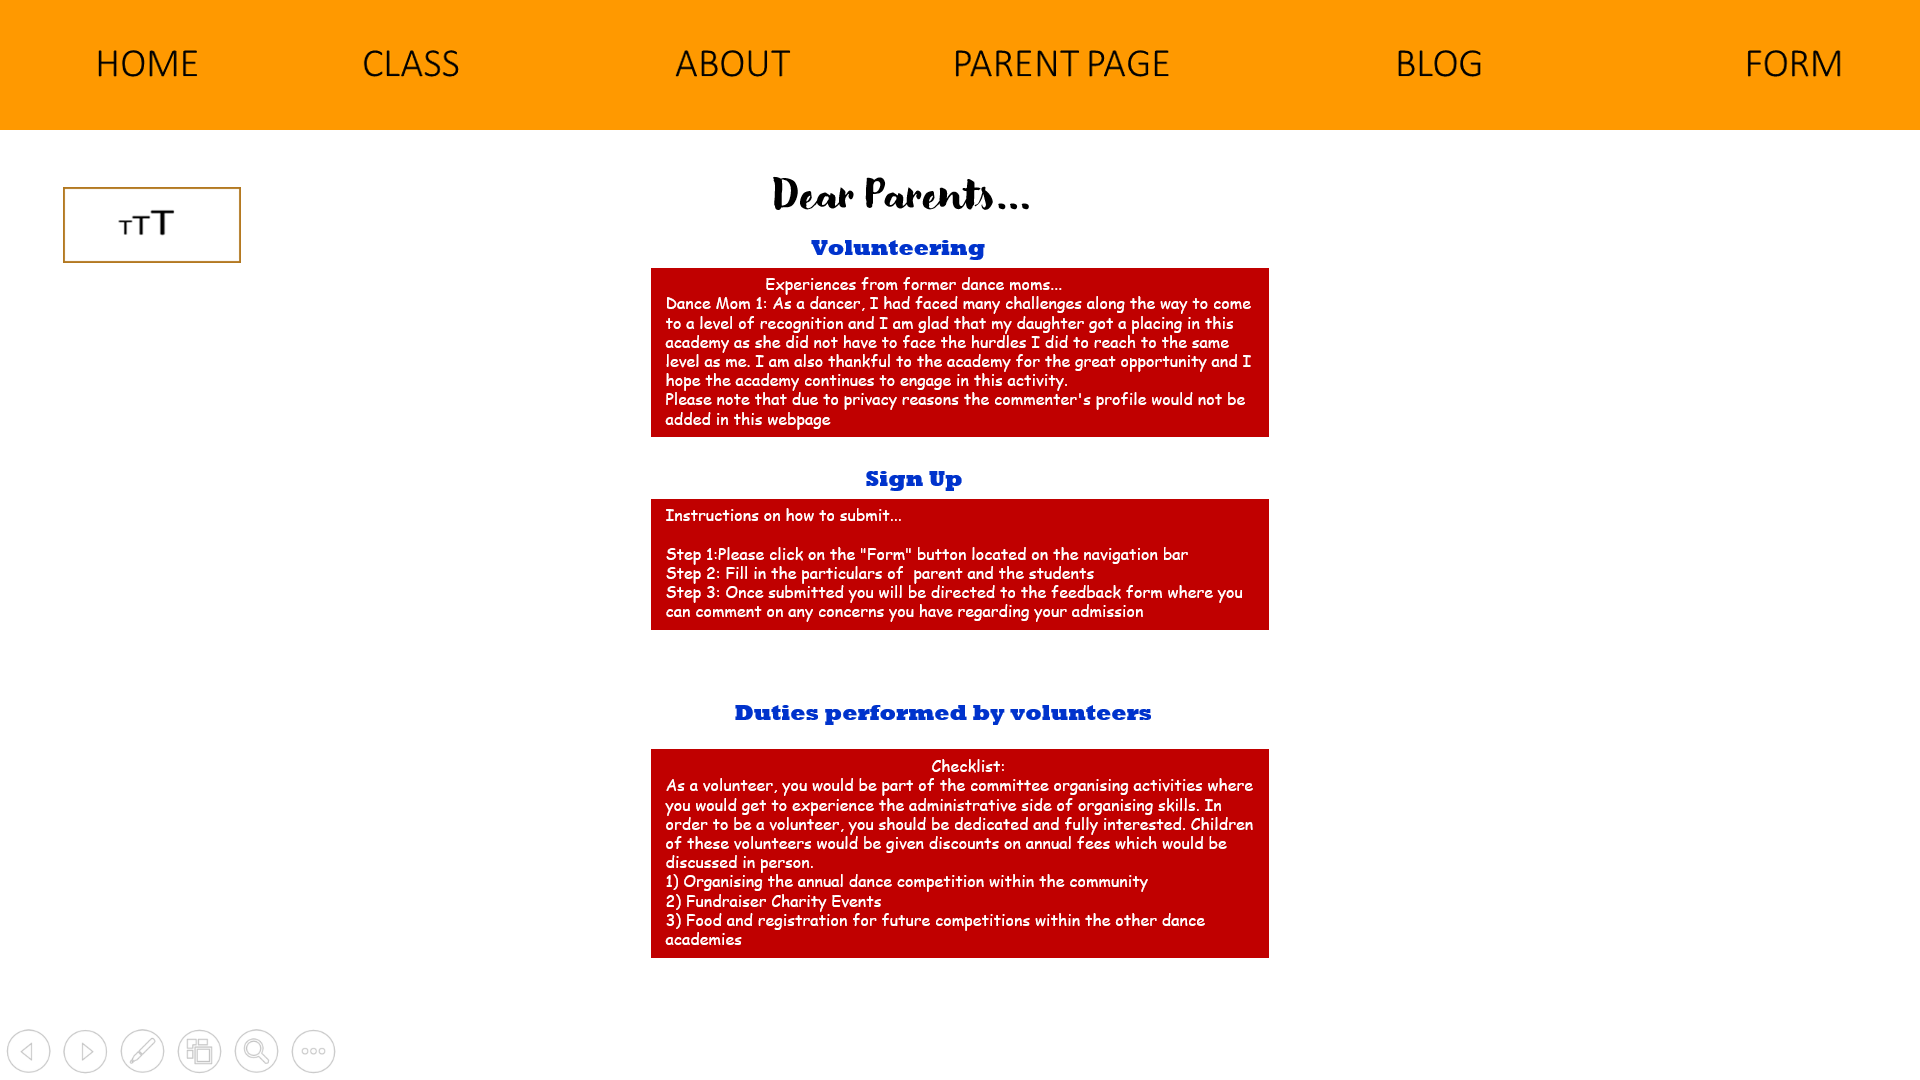 HOME CLASS ABOUT PARENT PAGE BLOG FORM
TTT
Dear Parents...
Volunteering
Experiences from former dance moms...
Dance Mom 1: As a dancer, I had faced many challenges along the way to come
to a level of recognition and I am glad that my daughter got a placing in this
academy as she did not have to face the hurdles I did to reach to the same
level as me. I am also thankful to the academy for the great opportunity and I
hope the academy continues to engage in this activity.
Please note that due to privacy reasons the commenter's profile would not be
added in this webpage
Sign Up
Instructions on how to submit...
Step 1:Please click on the "Form" button located on the navigation bar
Step 2: Fill in the particulars of  parent and the students
Step 3: Once submitted you will be directed to the feedback form where you
can comment on any concerns you have regarding your admission
Duties performed by volunteers
Checklist:
As a volunteer, you would be part of the committee organising activities where
you would get to experience the administrative side of organising skills. In
order to be a volunteer, you should be dedicated and fully interested. Children
of these volunteers would be given discounts on annual fees which would be
discussed in person.
1) Organising the annual dance competition within the community
2) Fundraiser Charity Events
3) Food and registration for future competitions within the other dance
academies